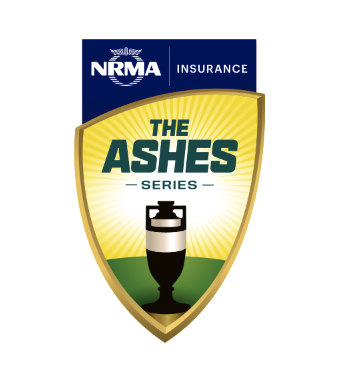 NRMA INSURANCE
THE
ASHES
SERIES